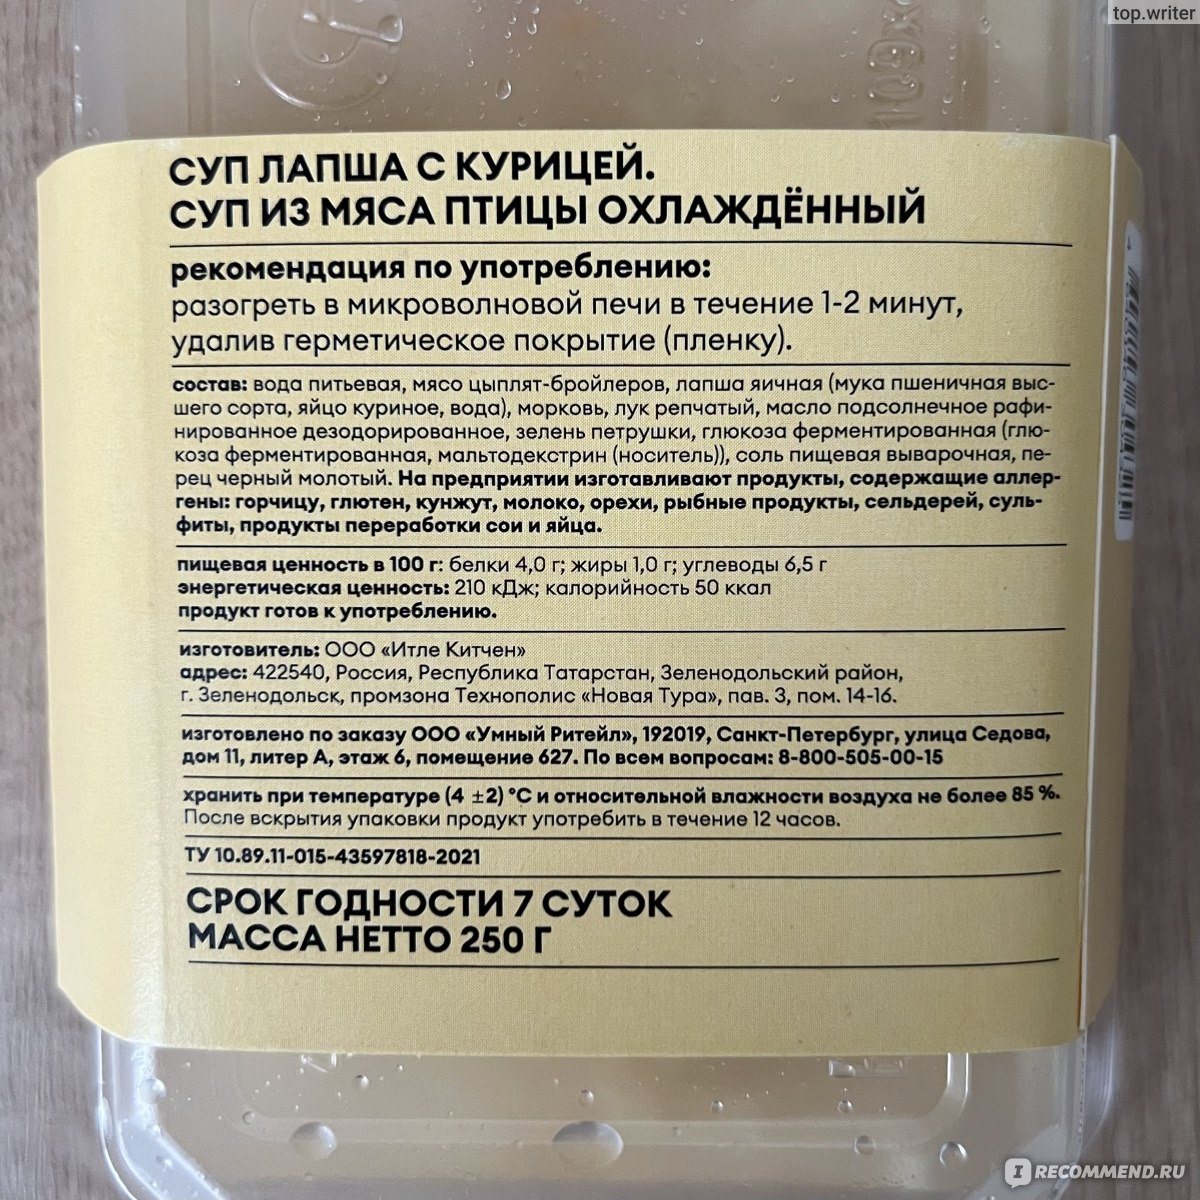 top.writer
СУП ЛАПША С КУРИЦЕЙ.
СУП ИЗ МЯСА ПТИЦЫ ОХЛАЖДЁННЫЙ
рекомендация по употреблению:
разогреть в микроволновой печи в течение 1-2 минут,
удалив герметическое покрытие (пленку).
состав: вода питьевая, мясо цыплят-бройлеров, лапша яичная (мука пшеничная выс-
шего сорта, яйцо куриное, вода), морковь, лук репчатый, масло подсолнечное рафи-
нированное дезодорированное, зелень петрушки, глюкоза ферментированная (глю-
коза ферментированная, мальтодекстрин (носитель)), соль пищевая выварочная, пе-
рец черный молотый. На предприятии изготавливают продукты, содержащие аллер-
гены: горчицу, глютен, кунжут, молоко, орехи, рыбные продукты, сельдерей, суль-
фиты, продукты переработки сои и яйца.
пищевая ценность в 100 г: белки 4,0 г; жиры 1,0 г; углеводы 6,5 г
энергетическая ценность: 210 кДж; калорийность 50 ккал
продукт готов к употреблению.
изготовитель: ООО «Итле Китчен»
адрес: 422540, Россия, Республика Татарстан, Зеленодольский район,
г. Зеленодольск, промзона Технополис «Новая Тура», пав. 3, пом. 14-16.
изготовлено по заказу ООО «Умный Ритейл», 192019, Санкт-Петербург, улица Седова,
дом 11, литер А, этаж 6, помещение 627. По всем вопросам: 8-800-505-00-15
хранить при температуре (4 ±2) °С и относительной влажности воздуха не более 85 %.
После вскрытия упаковки продукт употребить в течение 12 часов.
ТУ 10.89.11-015-43597818-2021
СРОК ГОДНОСТИ 7 СУТОК
МАССА НЕТТО 250 Г
IRECOMMEND.RU